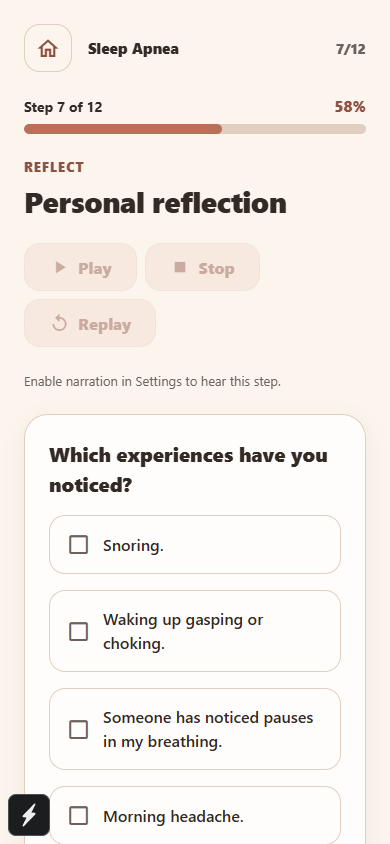 Sleep Apnea
7/12
Step 7 of 12
58%
REFLECT
Personal reflection
Play
Stop
Replay
Enable narration in Settings to hear this step.
Which experiences have you
noticed?
Snoring.
Waking up gasping or
choking.
Someone has noticed pauses
in my breathing.
Morning headache.